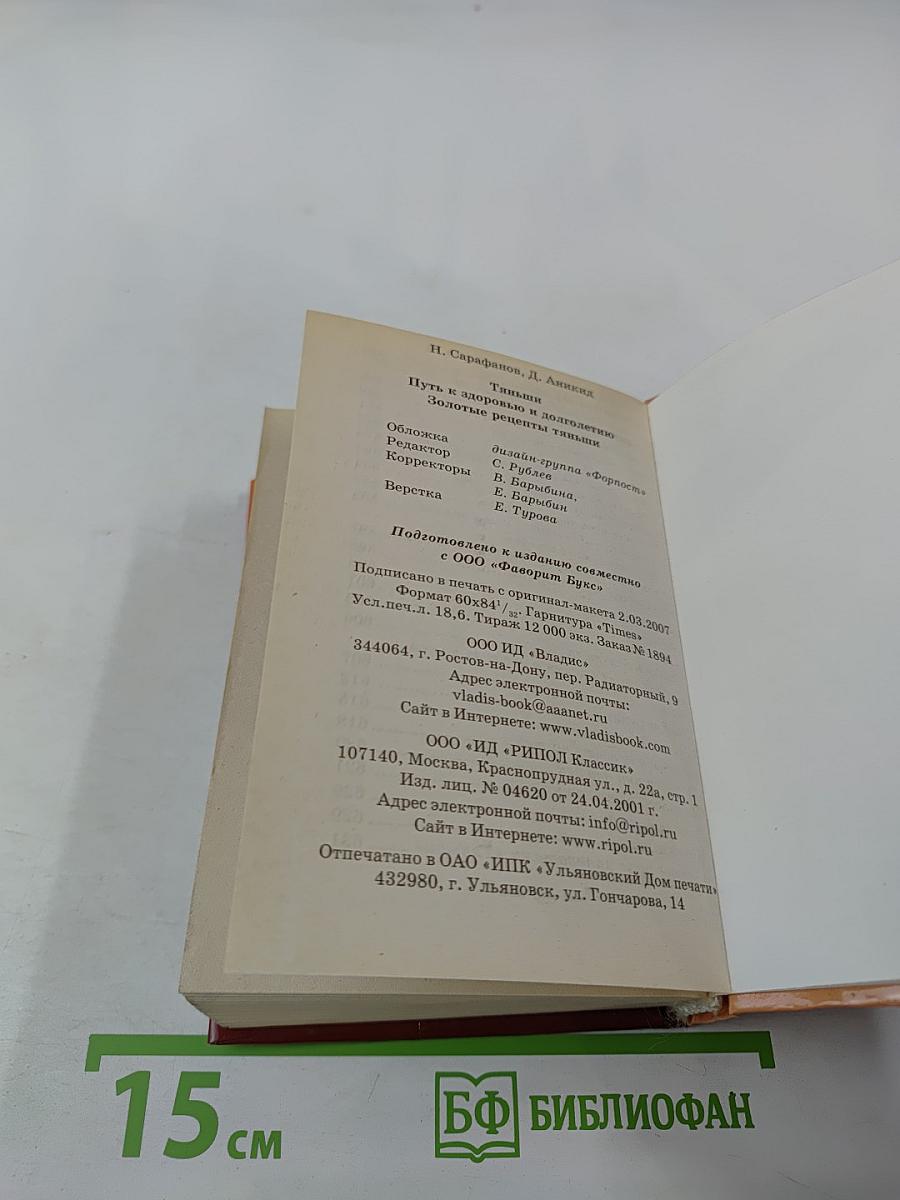 Н. Сарафанов, Д. Аникид
Тяньши
Путь к здоровью и долголетию
Золотые рецепты тяньши
Обложка дизайн-группа «Форпост»
Редактор С. Рублев
Корректоры В. Барыбина,
Е. Барыбин
Верстка Е. Турова
Подготовлено к изданию совместно
с ООО «Фаворит Букс»
Подписано в печать с оригинал-макета 2.03.2007
Формат 60х84¹/₃₂. Гарнитура «Times»
Усл.печ.л. 18,6. Тираж 12 000 экз. Заказ № 1894
ООО ИД «Владис»
344064, г. Ростов-на-Дону, пер. Радиаторный, 9
Адрес электронной почты:
vladis-book@aaanet.ru
Сайт в Интернете: www.vladisbook.com
ООО «ИД «РИПОЛ Классик»
107140, Москва, Краснопрудная ул., д. 22а, стр. 1
Изд. лиц. № 04620 от 24.04.2001 г.
Адрес электронной почты: info@ripol.ru
Сайт в Интернете: www.ripol.ru
Отпечатано в ОАО «ИПК «Ульяновский Дом печати»
432980, г. Ульяновск, ул. Гончарова, 14
15 см
БФ БИБЛИОФАН